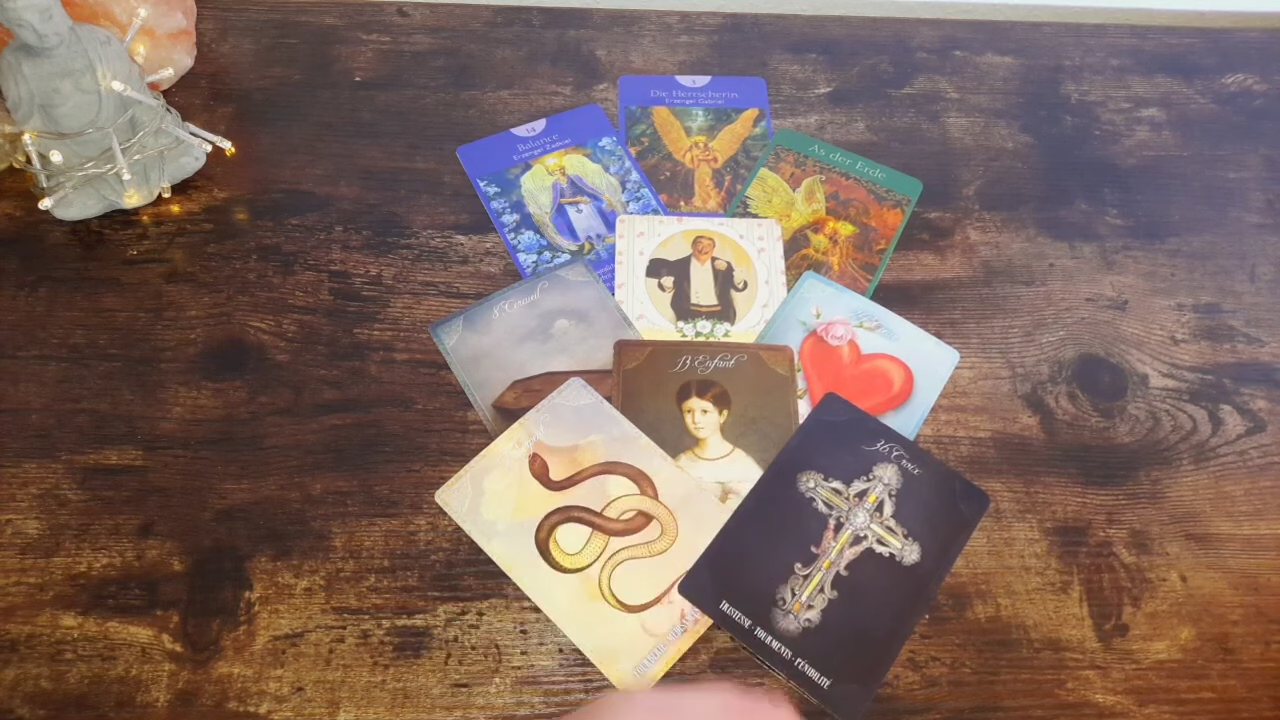 3
Die Herrscherin
Erzengel Gabriel
14
Balance
Erzengel Zadkiel
As der Erde
8. Cercueil
13. Enfant
36. Croix
TRISTESSE · TOURMENTS · PÉNIBILITÉ